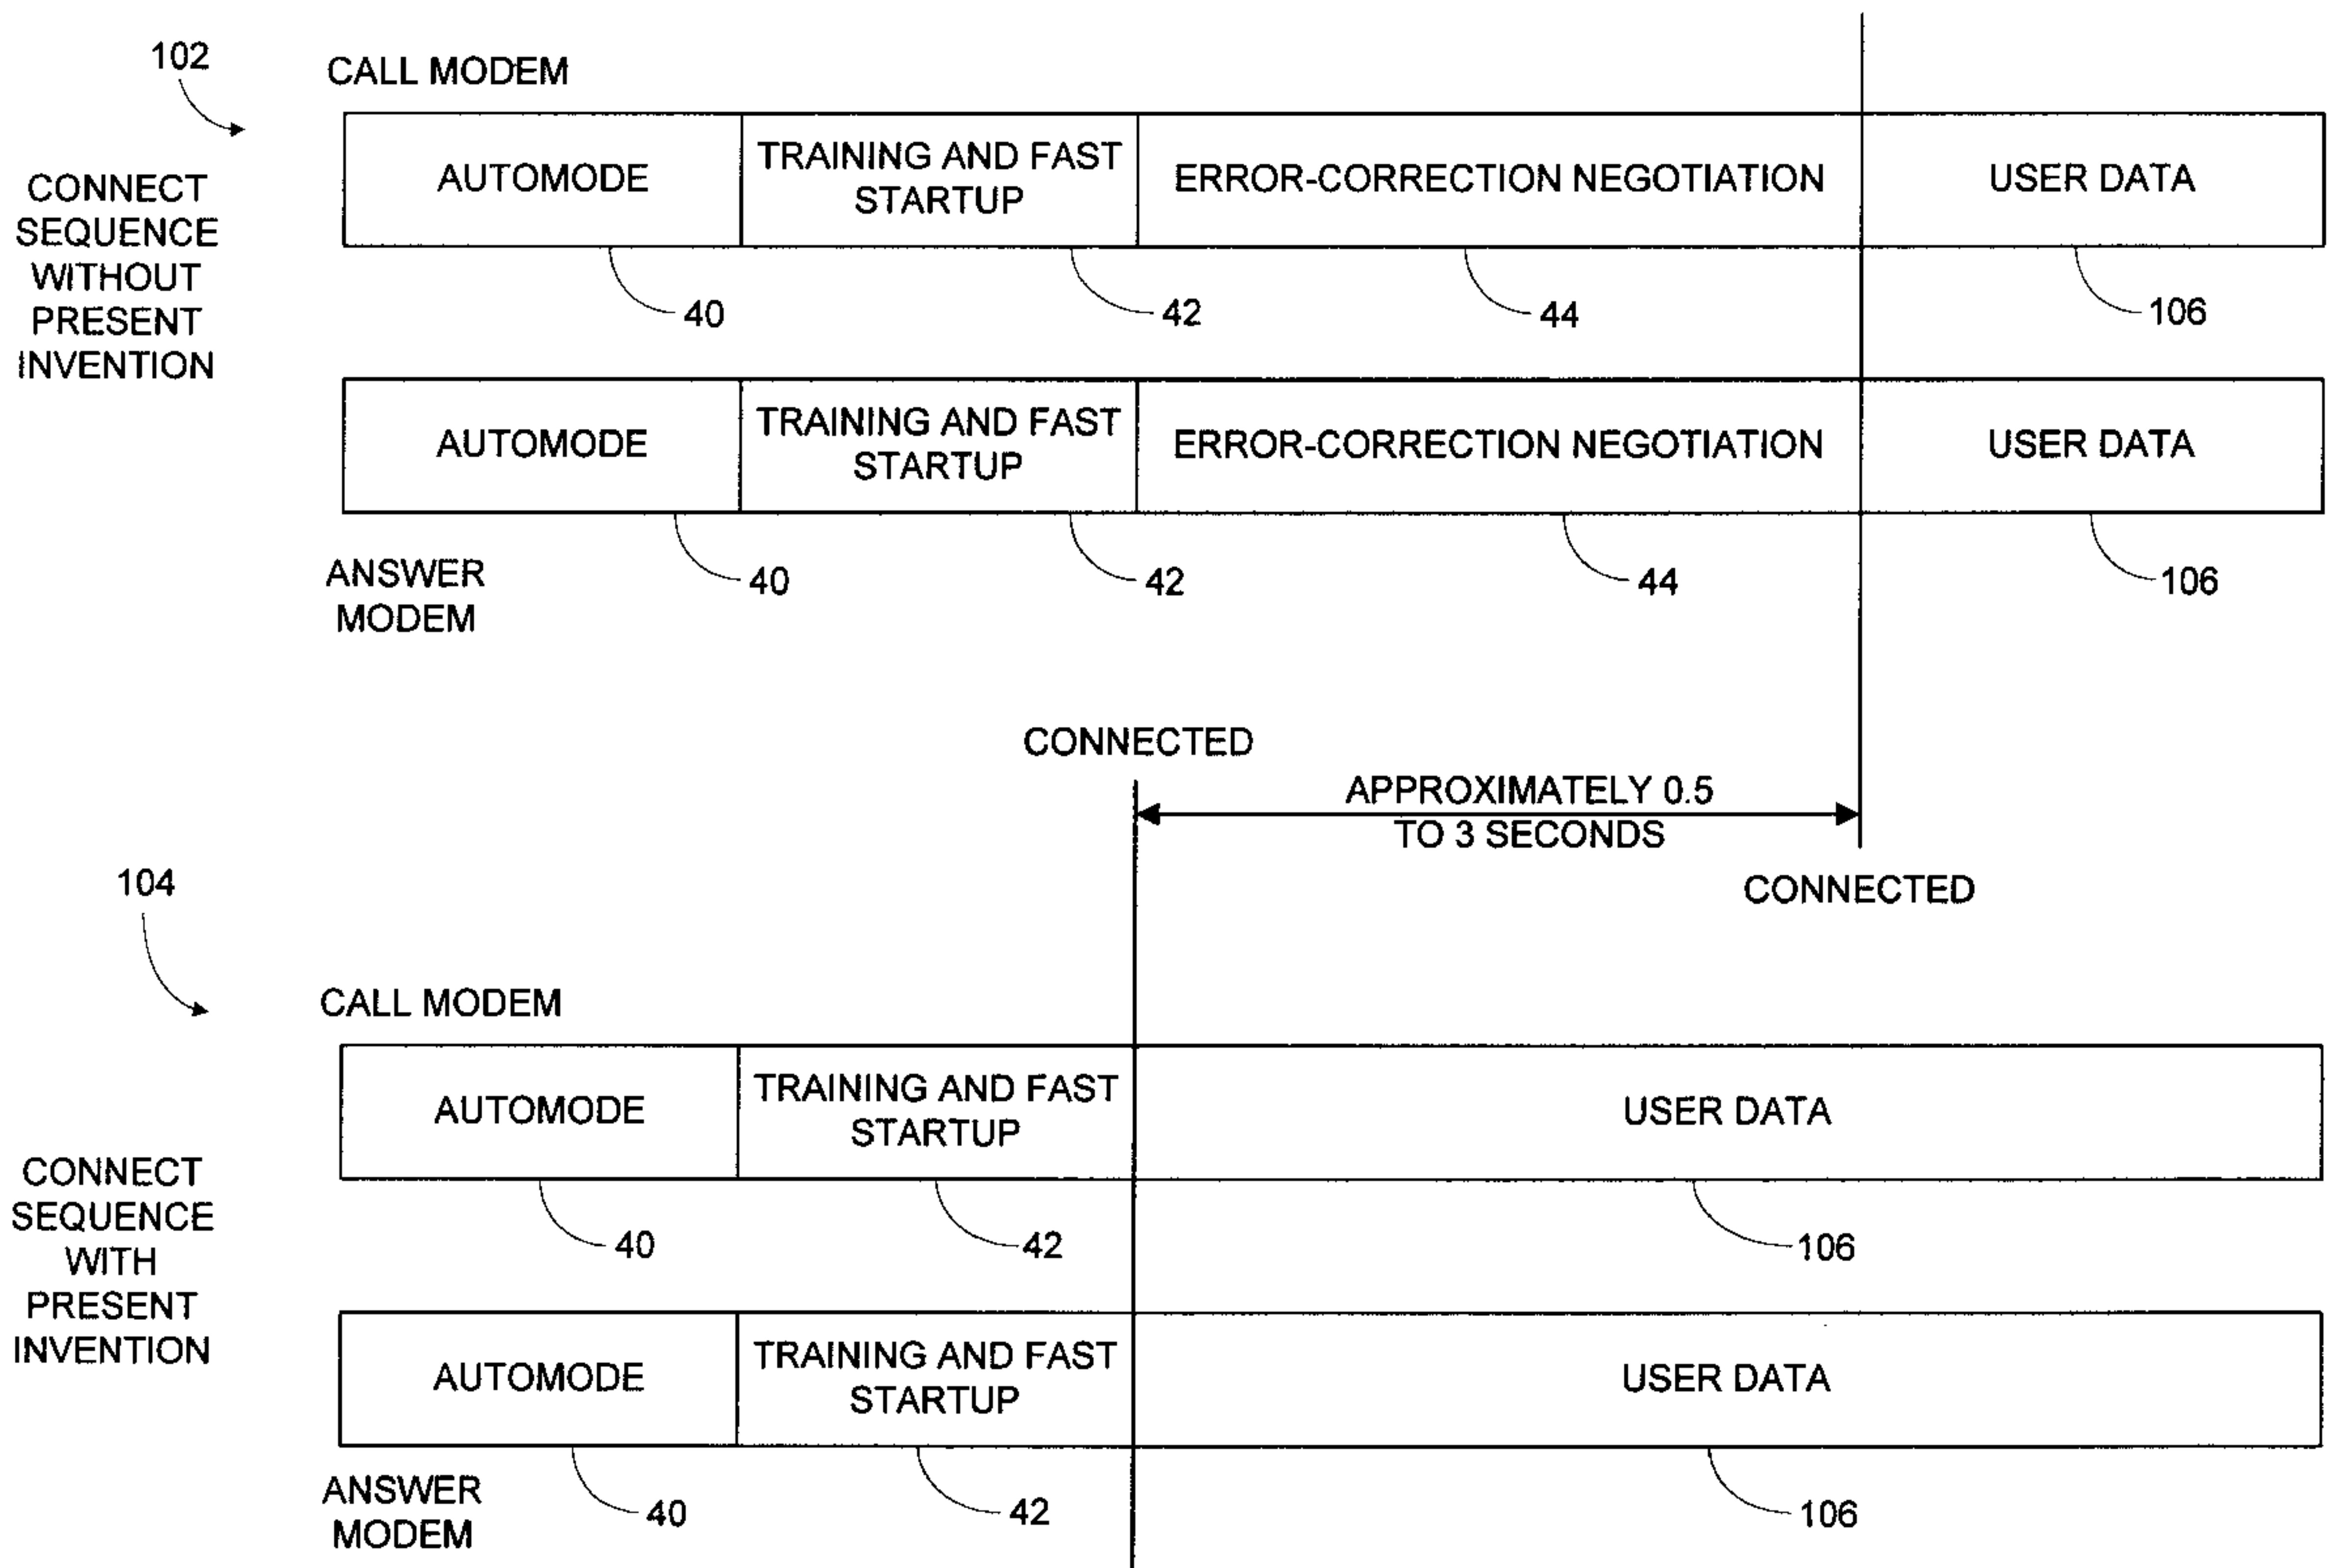 102
CALL MODEM
CONNECT
SEQUENCE
WITHOUT
PRESENT
INVENTION
AUTOMODE
TRAINING AND FAST
STARTUP
ERROR-CORRECTION NEGOTIATION
USER DATA
40
42
44
106
AUTOMODE
TRAINING AND FAST
STARTUP
ERROR-CORRECTION NEGOTIATION
USER DATA
ANSWER
MODEM
40
42
44
106
CONNECTED
APPROXIMATELY 0.5
TO 3 SECONDS
CONNECTED
104
CALL MODEM
CONNECT
SEQUENCE
WITH
PRESENT
INVENTION
AUTOMODE
TRAINING AND FAST
STARTUP
USER DATA
40
42
106
AUTOMODE
TRAINING AND FAST
STARTUP
USER DATA
ANSWER
MODEM
40
42
106